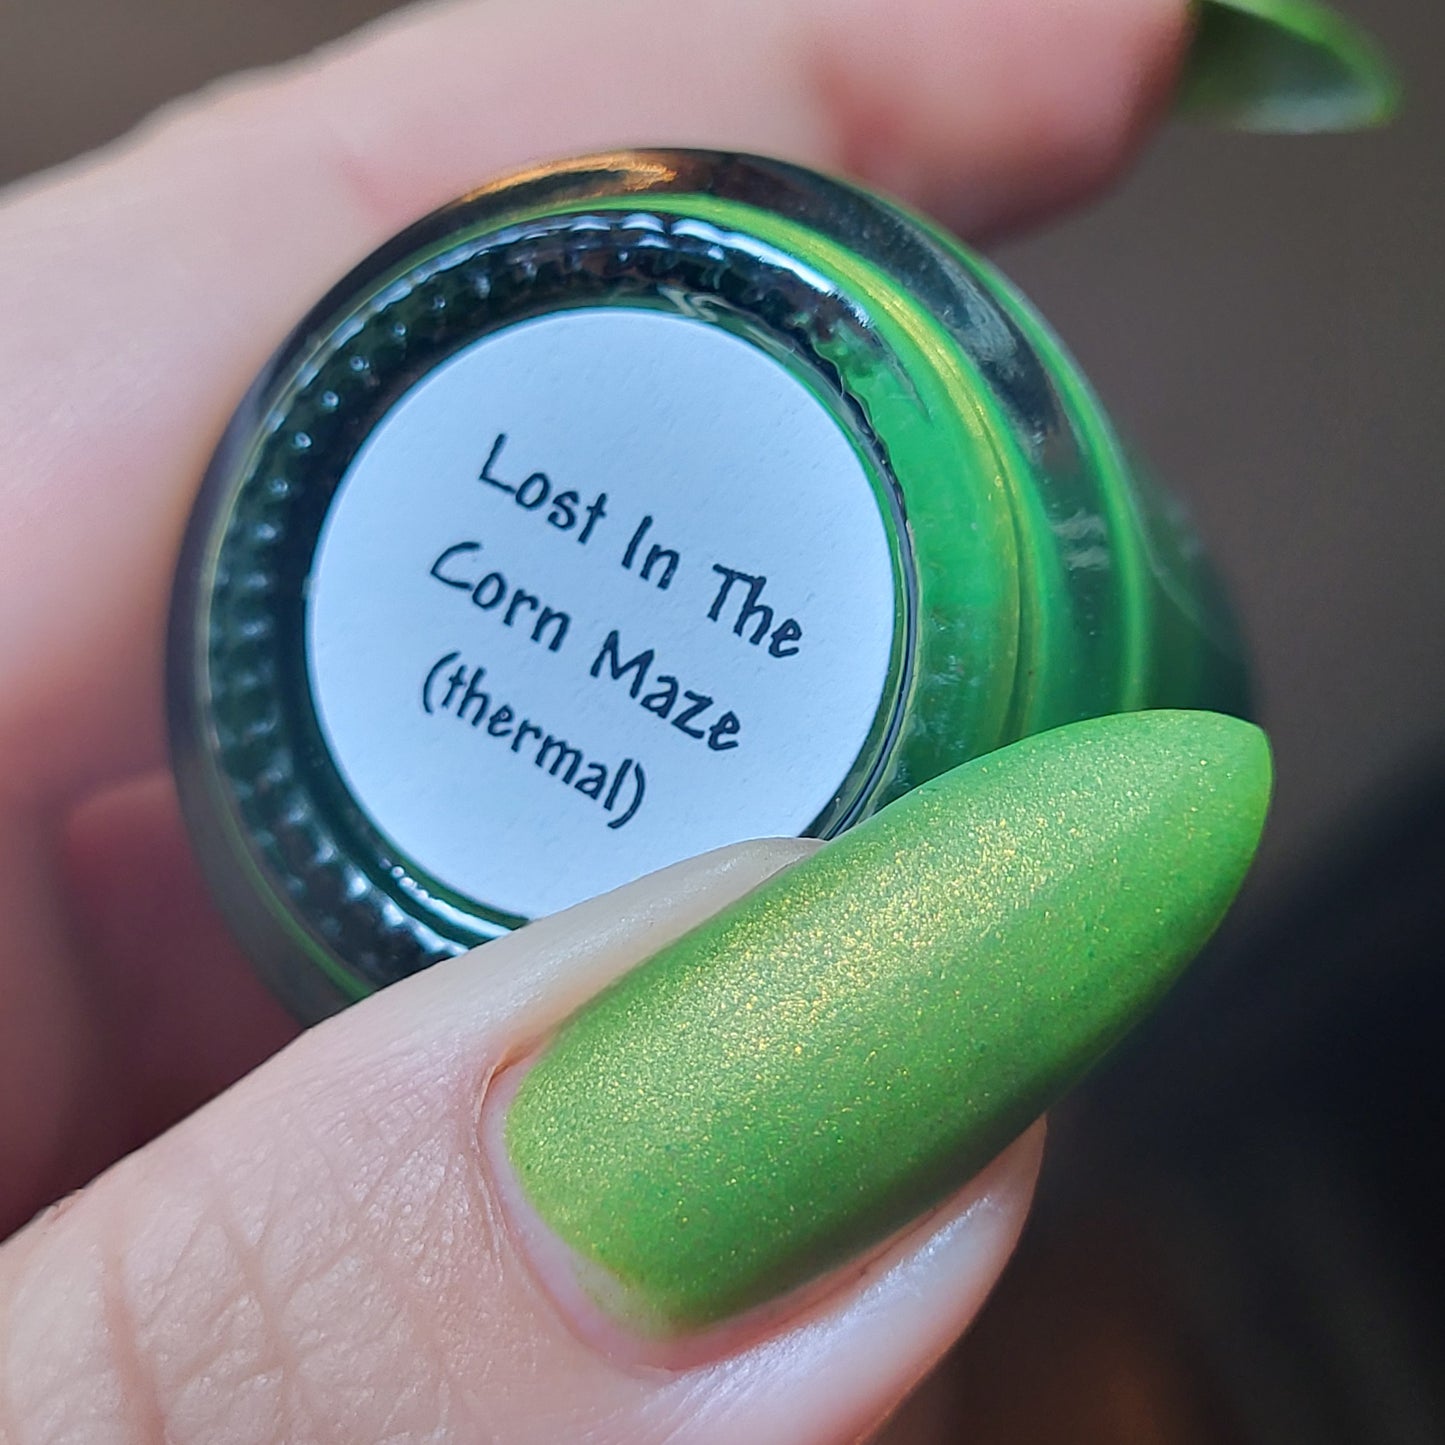 Lost In The
Corn Maze
(thermal)